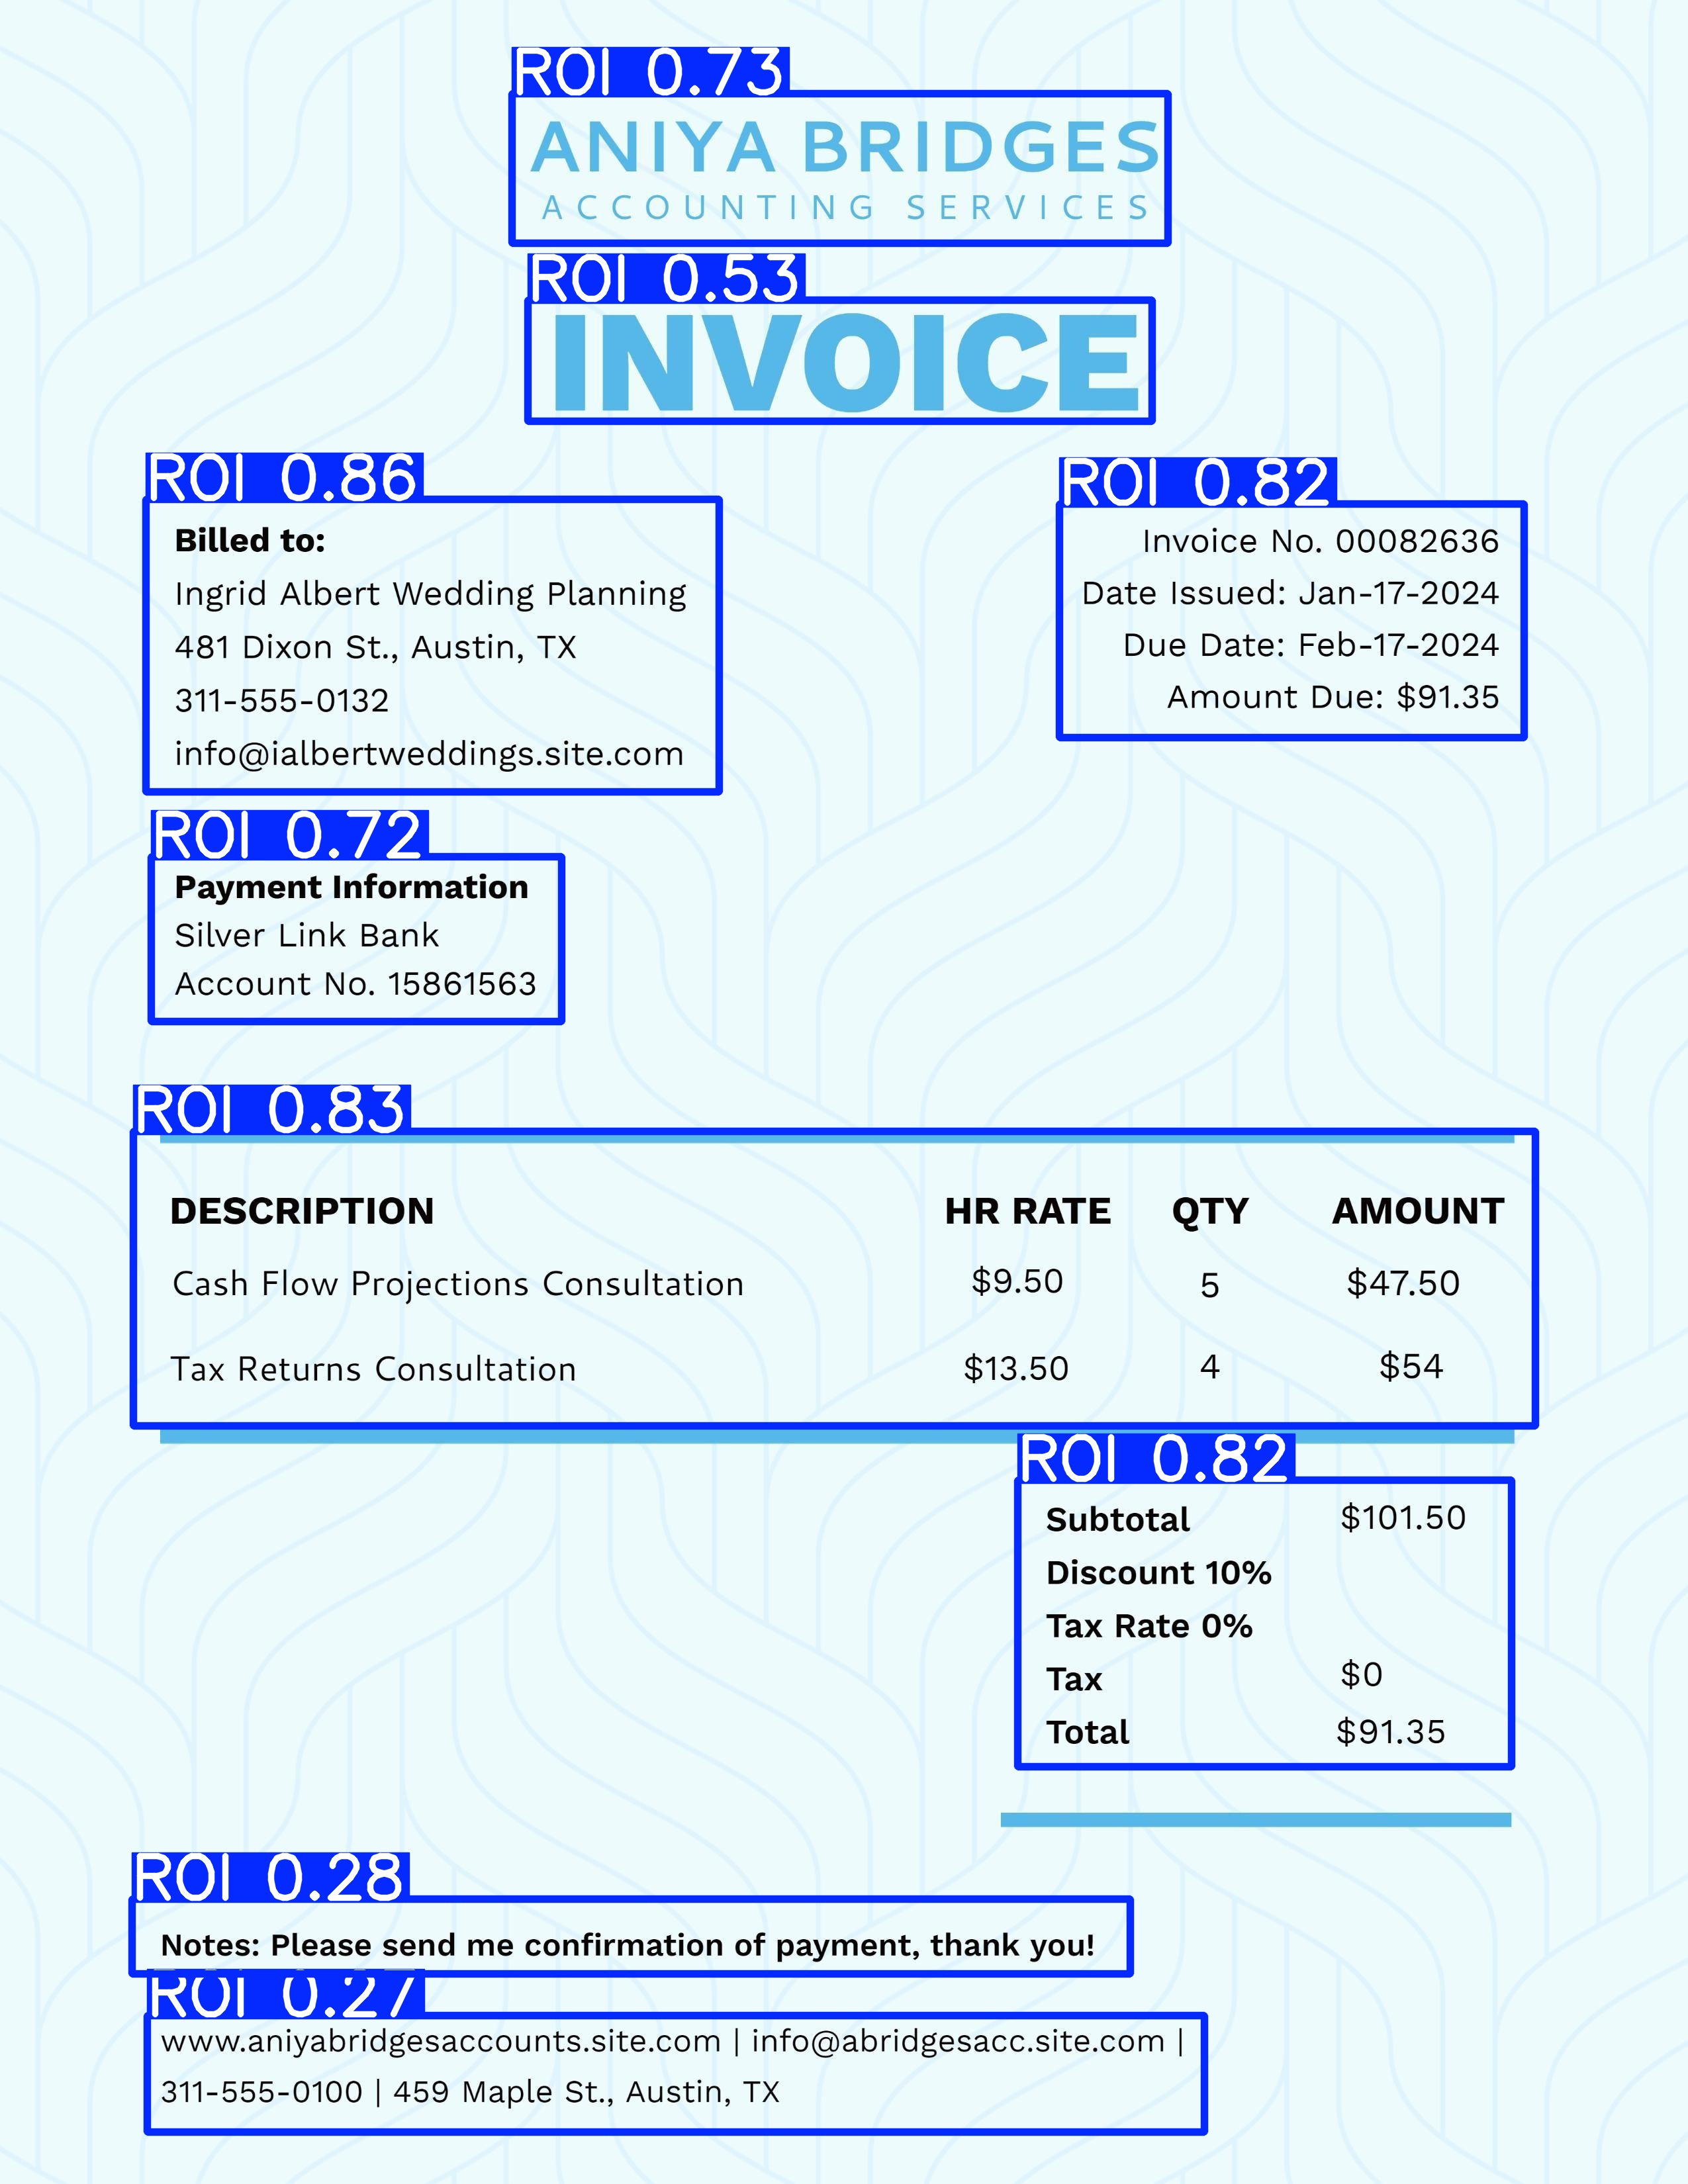 ROI 0.73
ANIYA BRIDGES
ACCOUNTING SERVICES
ROI 0.53
INVOICE
ROI 0.86
Billed to:
Ingrid Albert Wedding Planning
481 Dixon St., Austin, TX
311-555-0132
info@ialbertweddings.site.com
ROI 0.82
Invoice No. 00082636
Date Issued: Jan-17-2024
Due Date: Feb-17-2024
Amount Due: $91.35
ROI 0.72
Payment Information
Silver Link Bank
Account No. 15861563
ROI 0.83
DESCRIPTION HR RATE QTY AMOUNT
Cash Flow Projections Consultation $9.50 5 $47.50
Tax Returns Consultation $13.50 4 $54
ROI 0.82
Subtotal $101.50
Discount 10%
Tax Rate 0%
Tax $0
Total $91.35
ROI 0.28
Notes: Please send me confirmation of payment, thank you!
ROI 0.27
www.aniyabridgesaccounts.site.com | info@abridgesacc.site.com |
311-555-0100 | 459 Maple St., Austin, TX